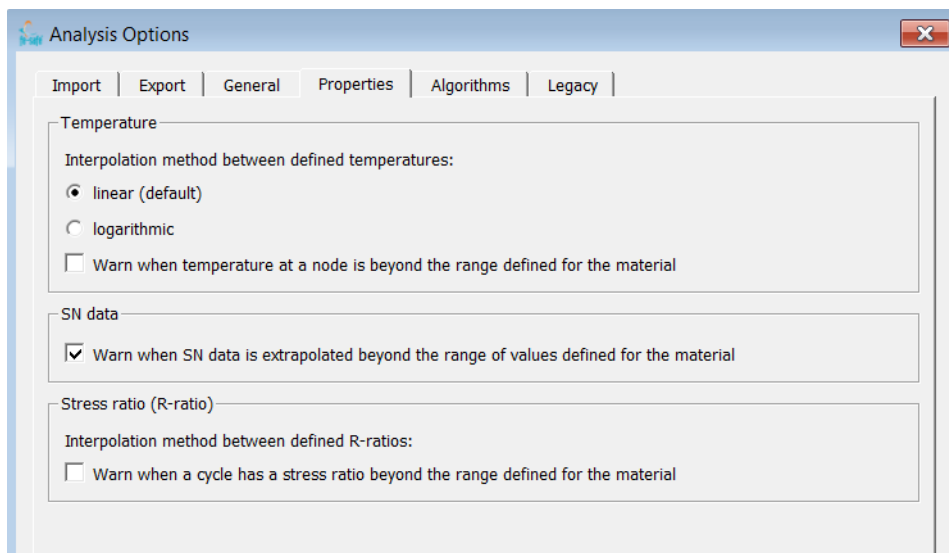 Analysis Options
Import Export General Properties Algorithms Legacy
Temperature
Interpolation method between defined temperatures:
linear (default)
logarithmic
Warn when temperature at a node is beyond the range defined for the material
SN data
Warn when SN data is extrapolated beyond the range of values defined for the material
Stress ratio (R-ratio)
Interpolation method between defined R-ratios:
Warn when a cycle has a stress ratio beyond the range defined for the material